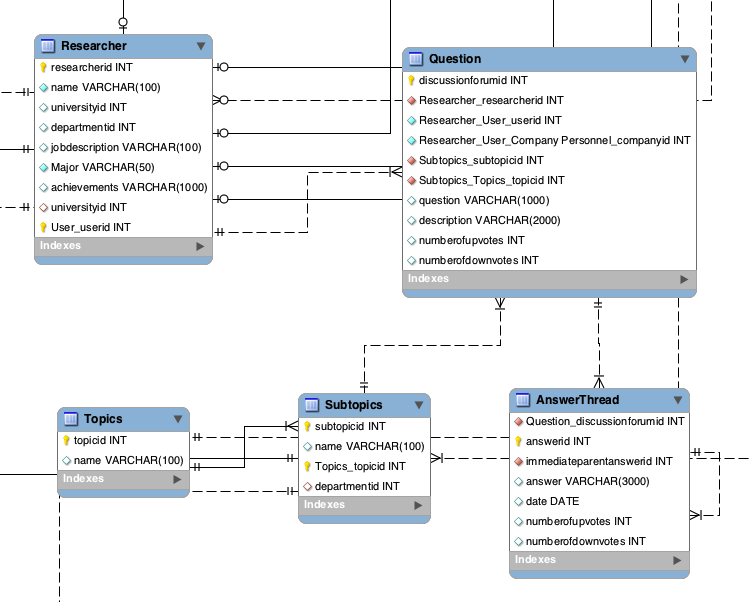 Researcher
researcherid INT
name VARCHAR(100)
universityid INT
departmentid INT
jobdescription VARCHAR(100)
Major VARCHAR(50)
achievements VARCHAR(1000)
universityid INT
User_userid INT
Indexes
Question
discussionforumid INT
Researcher_researcherid INT
Researcher_User_userid INT
Researcher_User_Company Personnel_companyid INT
Subtopics_subtopicid INT
Subtopics_Topics_topicid INT
question VARCHAR(1000)
description VARCHAR(2000)
numberofupvotes INT
numberofdownvotes INT
Indexes
Topics
topicid INT
name VARCHAR(100)
Indexes
Subtopics
subtopicid INT
name VARCHAR(100)
Topics_topicid INT
departmentid INT
Indexes
AnswerThread
Question_discussionforumid INT
answerid INT
immediateparentanswerid INT
answer VARCHAR(3000)
date DATE
numberofupvotes INT
numberofdownvotes INT
Indexes